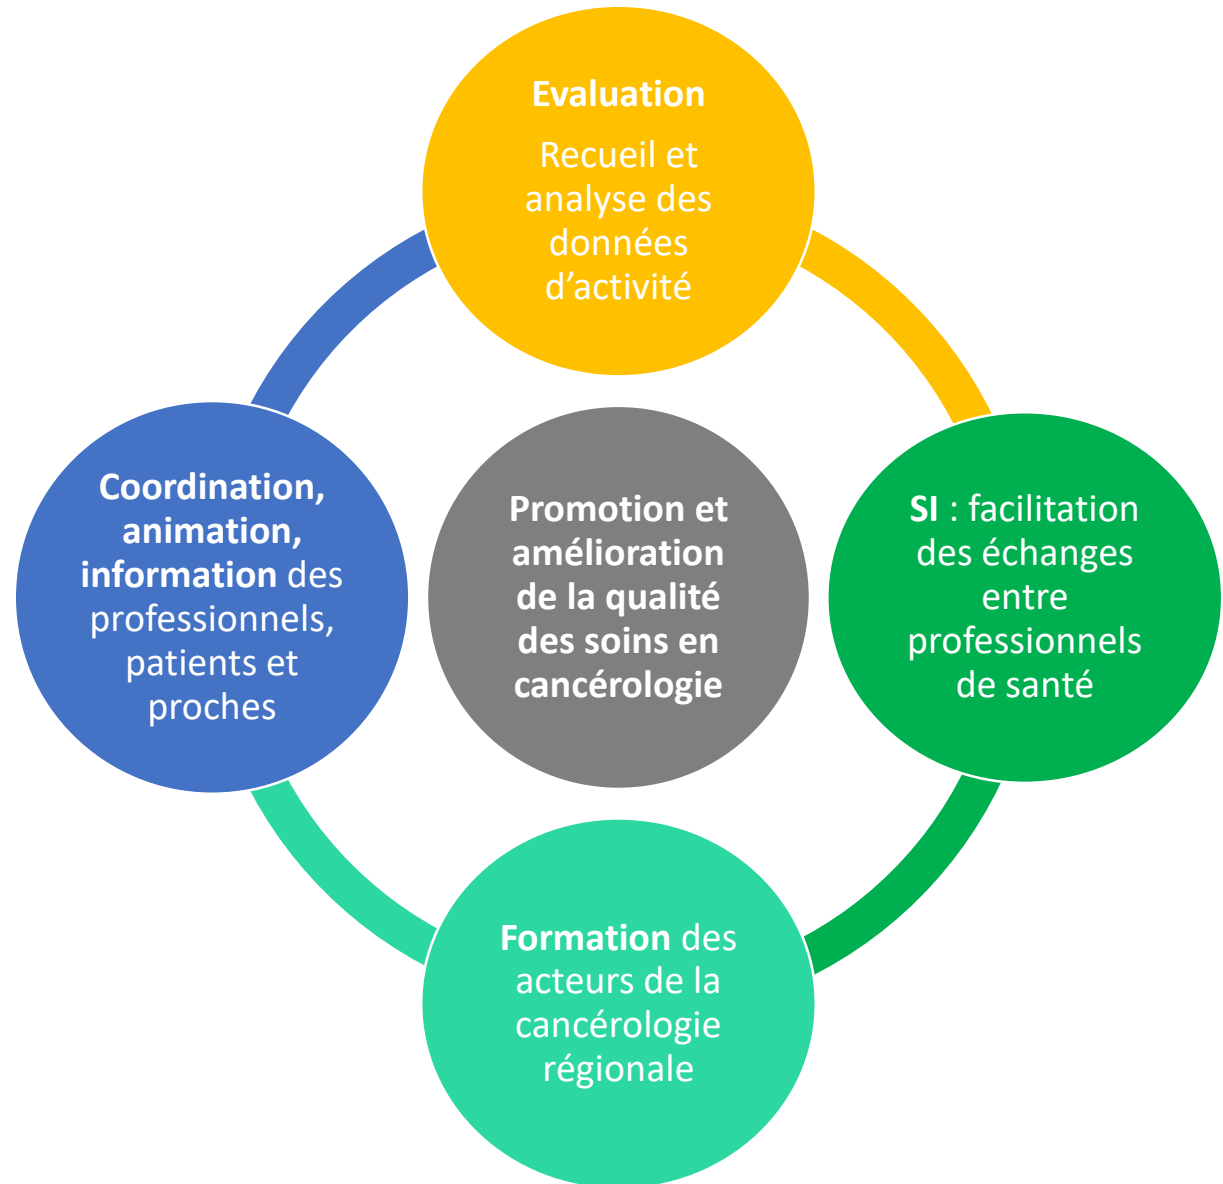 Evaluation
Recueil et
analyse des
données
d’activité
Coordination,
animation,
information des
professionnels,
patients et
proches
Promotion et
amélioration
de la qualité
des soins en
cancérologie
SI : facilitation
des échanges
entre
professionnels
de santé
Formation des
acteurs de la
cancérologie
régionale